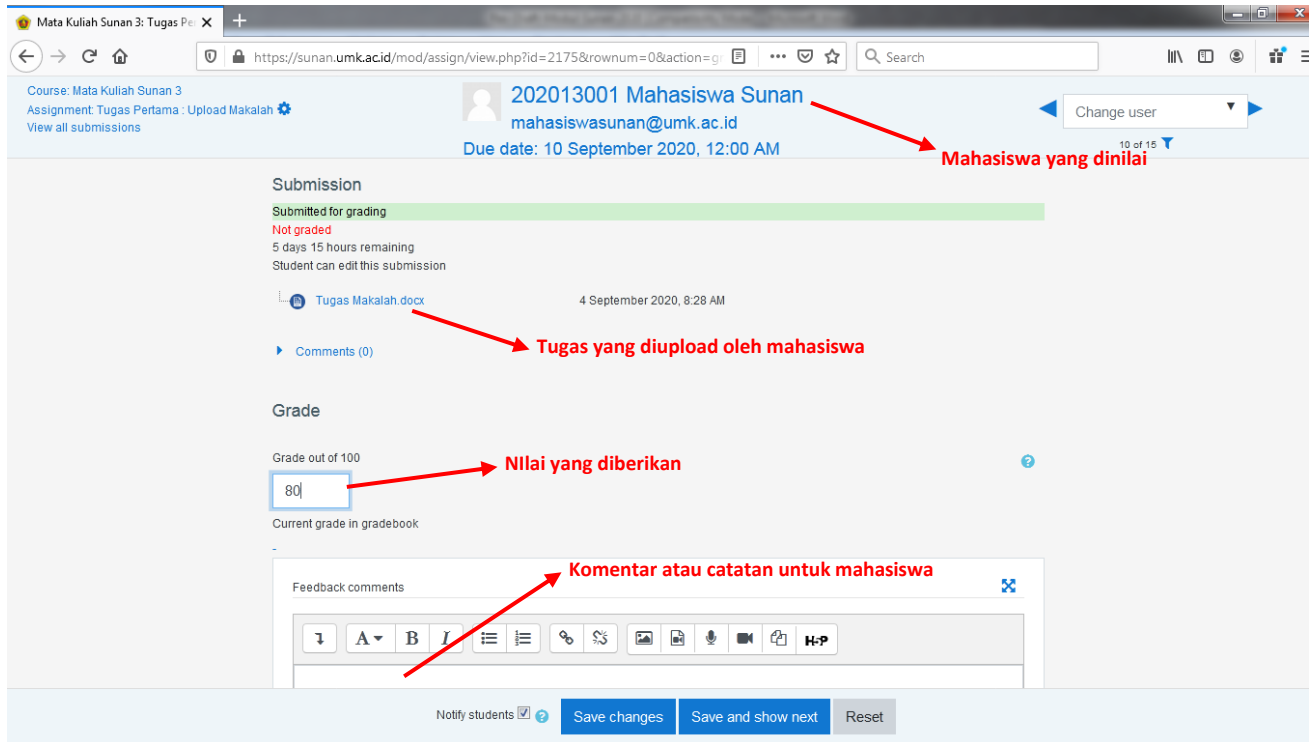 Mata Kuliah Sunan 3: Tugas Pe
https://sunan.umk.ac.id/mod/assign/view.php?id=2175&rownum=0&action=gr
Search
Course: Mata Kuliah Sunan 3
Assignment: Tugas Pertama : Upload Makalah
View all submissions
202013001 Mahasiswa Sunan
mahasiswasunan@umk.ac.id
Due date: 10 September 2020, 12:00 AM
Change user
10 of 15
Mahasiswa yang dinilai
Submission
Submitted for grading
Not graded
5 days 15 hours remaining
Student can edit this submission
Tugas Makalah.docx 4 September 2020, 8:28 AM
Tugas yang diupload oleh mahasiswa
Comments (0)
Grade
Grade out of 100
NIlai yang diberikan
80
Current grade in gradebook
-
Komentar atau catatan untuk mahasiswa
Feedback comments
A B I H-P
Notify students Save changes Save and show next Reset